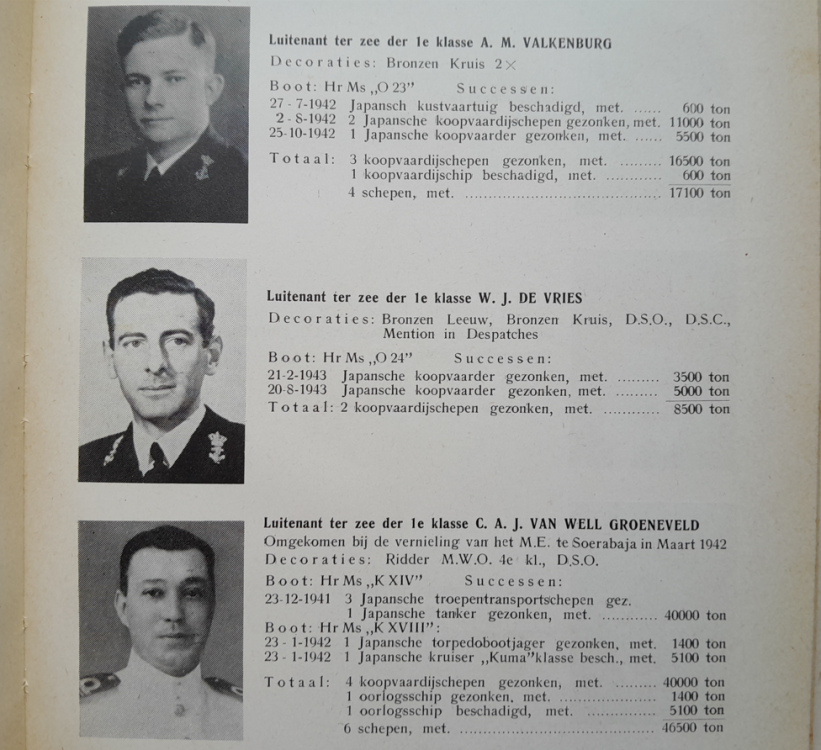 Luitenant ter zee der 1e klasse A. M. VALKENBURG
Decoraties: Bronzen Kruis 2×
Boot: Hr Ms „O 23” Successen:
27 - 7-1942 Japansch kustvaartuig beschadigd, met. ...... 600 ton
2 - 8-1942 2 Japansche koopvaardijschepen gezonken, met. 11000 ton
25-10-1942 1 Japansche koopvaarder gezonken, met. ...... 5500 ton
Totaal: 3 koopvaardijschepen gezonken, met. ......... 16500 ton
1 koopvaardijschip beschadigd, met. ............ 600 ton
4 schepen, met. ........................................ 17100 ton
Luitenant ter zee der 1e klasse W. J. DE VRIES
Decoraties: Bronzen Leeuw, Bronzen Kruis, D.S.O., D.S.C.,
Mention in Despatches
Boot: Hr Ms „O 24” Successen:
21-2-1943 Japansche koopvaarder gezonken, met. ......... 3500 ton
20-8-1943 Japansche koopvaarder gezonken, met. ......... 5000 ton
Totaal: 2 koopvaardijschepen gezonken, met. ............ 8500 ton
Luitenant ter zee der 1e klasse C. A. J. VAN WELL GROENEVELD
Omgekomen bij de vernieling van het M.E. te Soerabaja in Maart 1942
Decoraties: Ridder M.W.O. 4e kl., D.S.O.
Boot: Hr Ms „K XIV” Successen:
23-12-1941 3 Japansche troepentransportschepen gez.
1 Japansche tanker gezonken, met. ............ 40000 ton
Boot: Hr Ms „K XVIII”:
23 - 1-1942 1 Japansche torpedobootjager gezonken, met. 1400 ton
23 - 1-1942 1 Japansche kruiser „Kuma”klasse besch., met. 5100 ton
Totaal: 4 koopvaardijschepen gezonken, met. ......... 40000 ton
1 oorlogsschip gezonken, met. .................. 1400 ton
1 oorlogsschip beschadigd, met. ............... 5100 ton
6 schepen, met. ........................................ 46500 ton